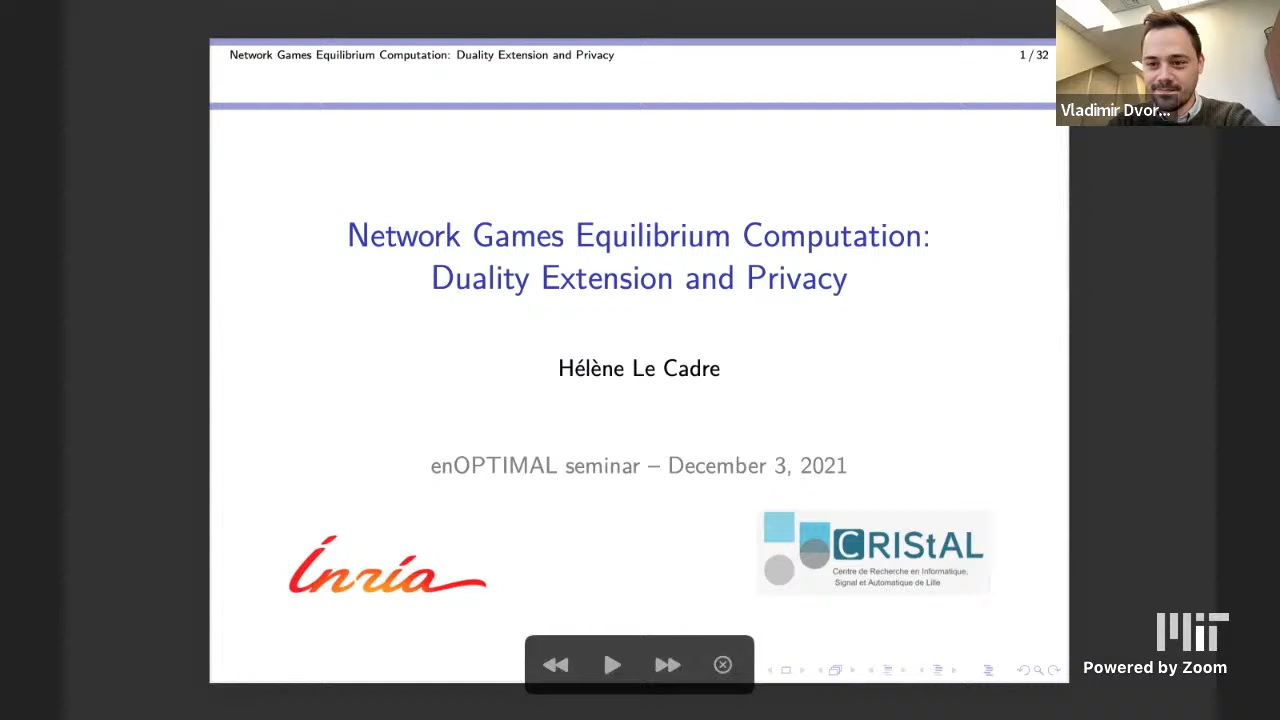 Network Games Equilibrium Computation: Duality Extension and Privacy
1 / 32
Vladimir Dvor...
Network Games Equilibrium Computation:
Duality Extension and Privacy
Hélène Le Cadre
enOPTIMAL seminar – December 3, 2021
Inria
CRIStAL
Centre de Recherche en Informatique,
Signal et Automatique de Lille
MIT
Powered by Zoom